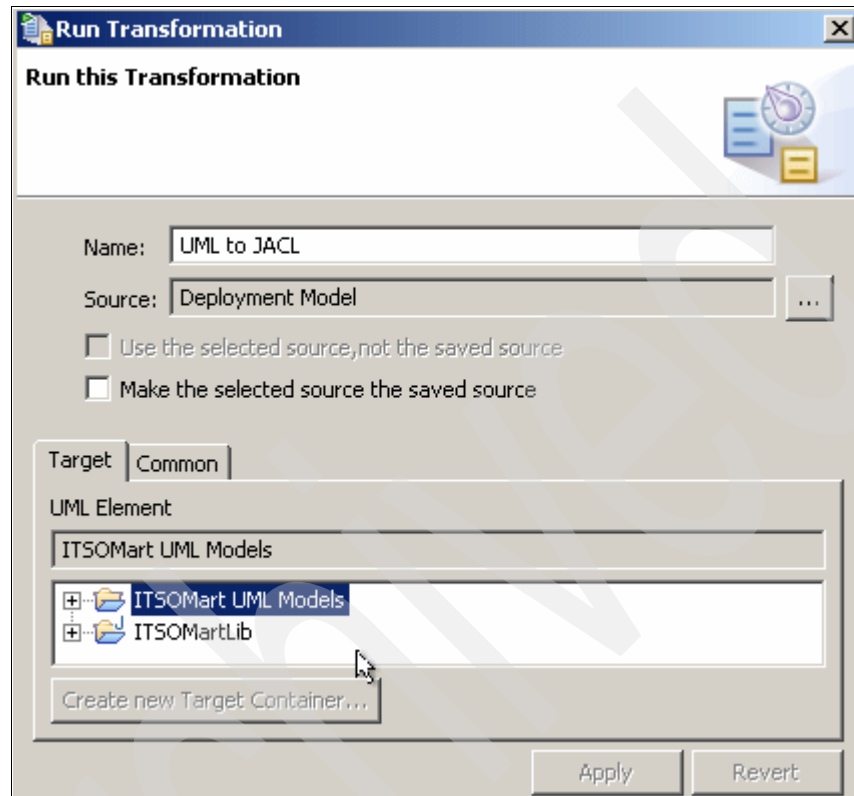 Run Transformation
Run this Transformation
Name: UML to JACL
Source: Deployment Model ...
Use the selected source,not the saved source
Make the selected source the saved source
Target Common
UML Element
ITSOMart UML Models
ITSOMart UML Models
ITSOMartLib
Create new Target Container...
Apply Revert